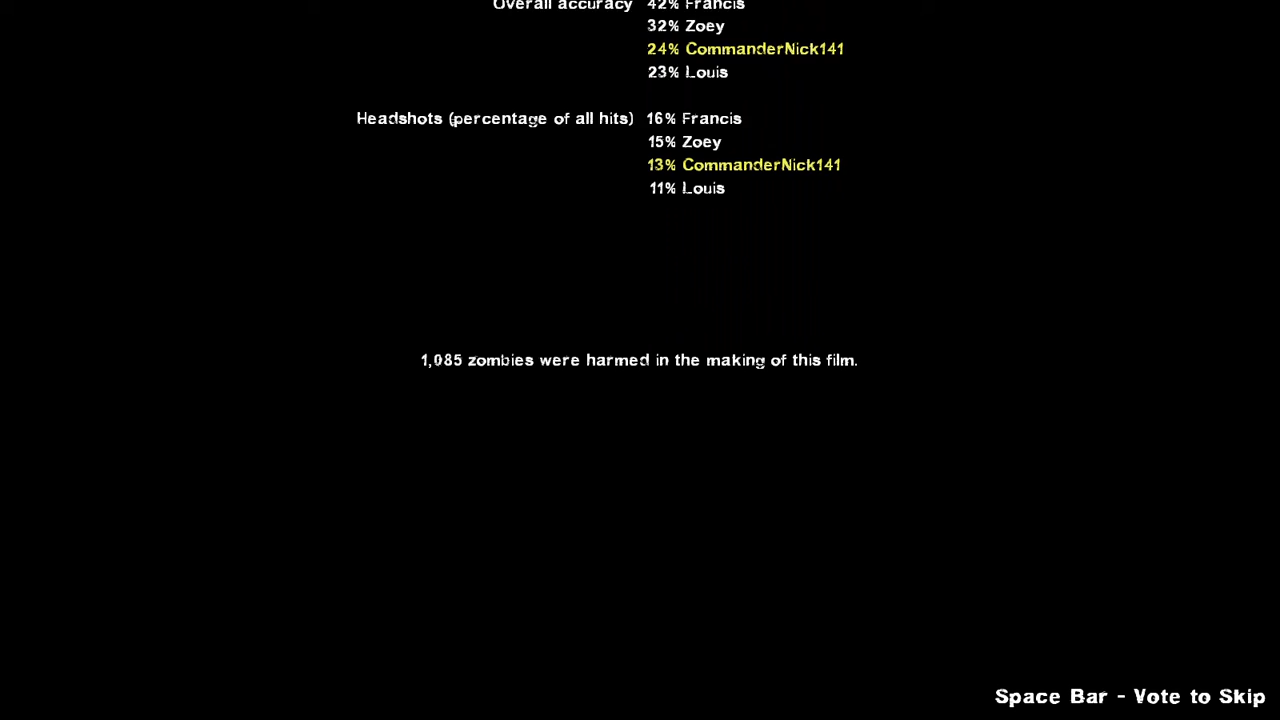 Overall accuracy 42% Francis
32% Zoey
24% CommanderNick141
23% Louis
Headshots (percentage of all hits) 16% Francis
15% Zoey
13% CommanderNick141
11% Louis
1,085 zombies were harmed in the making of this film.
Space Bar - Vote to Skip